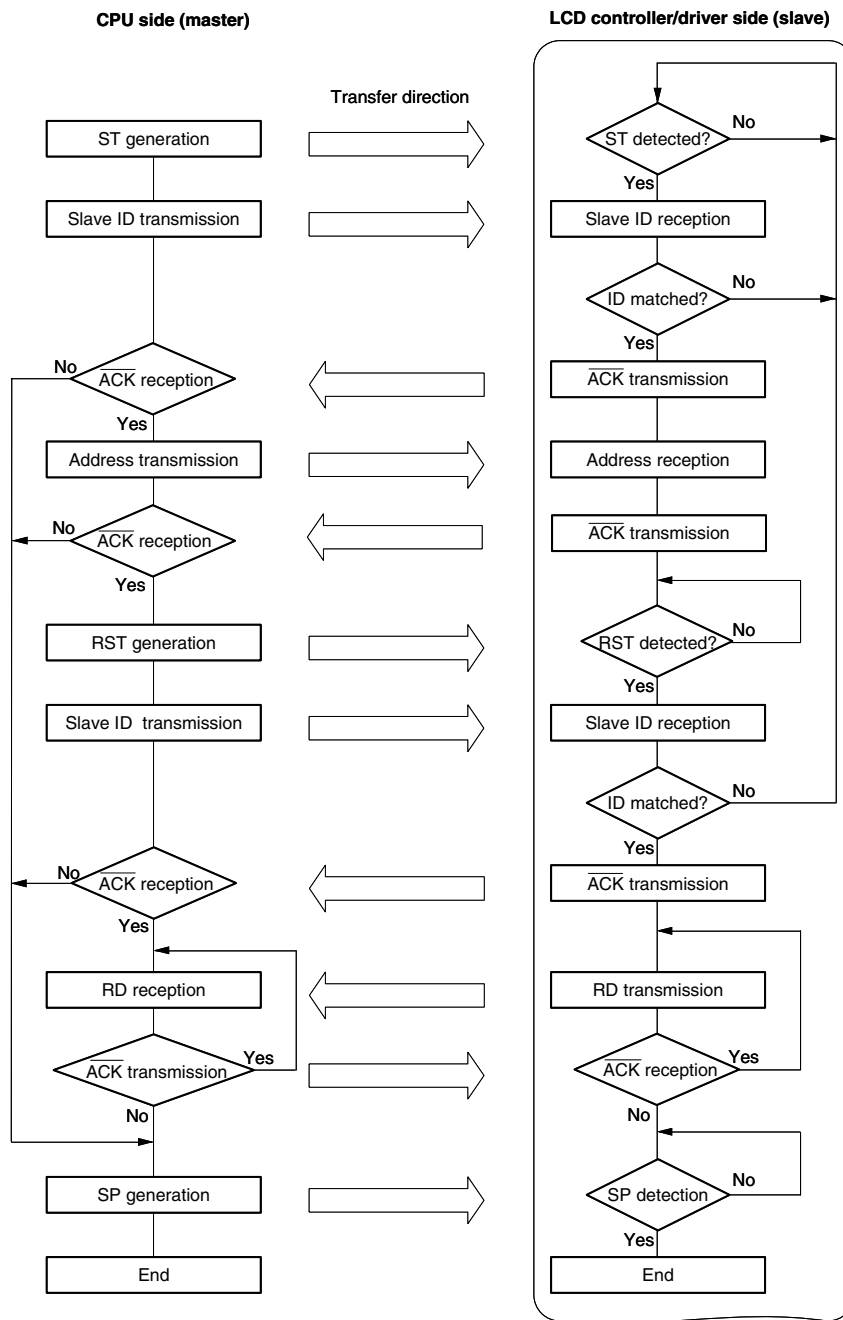 CPU side (master)
LCD controller/driver side (slave)
Transfer direction
ST generation
Slave ID transmission
No
ACK reception
Yes
Address transmission
No
ACK reception
Yes
RST generation
Slave ID transmission
No
ACK reception
Yes
RD reception
ACK transmission
Yes
No
SP generation
End
ST detected?
No
Yes
Slave ID reception
ID matched?
No
Yes
ACK transmission
Address reception
ACK transmission
RST detected?
No
Yes
Slave ID reception
ID matched?
No
Yes
ACK transmission
RD transmission
ACK reception
Yes
No
SP detection
No
Yes
End